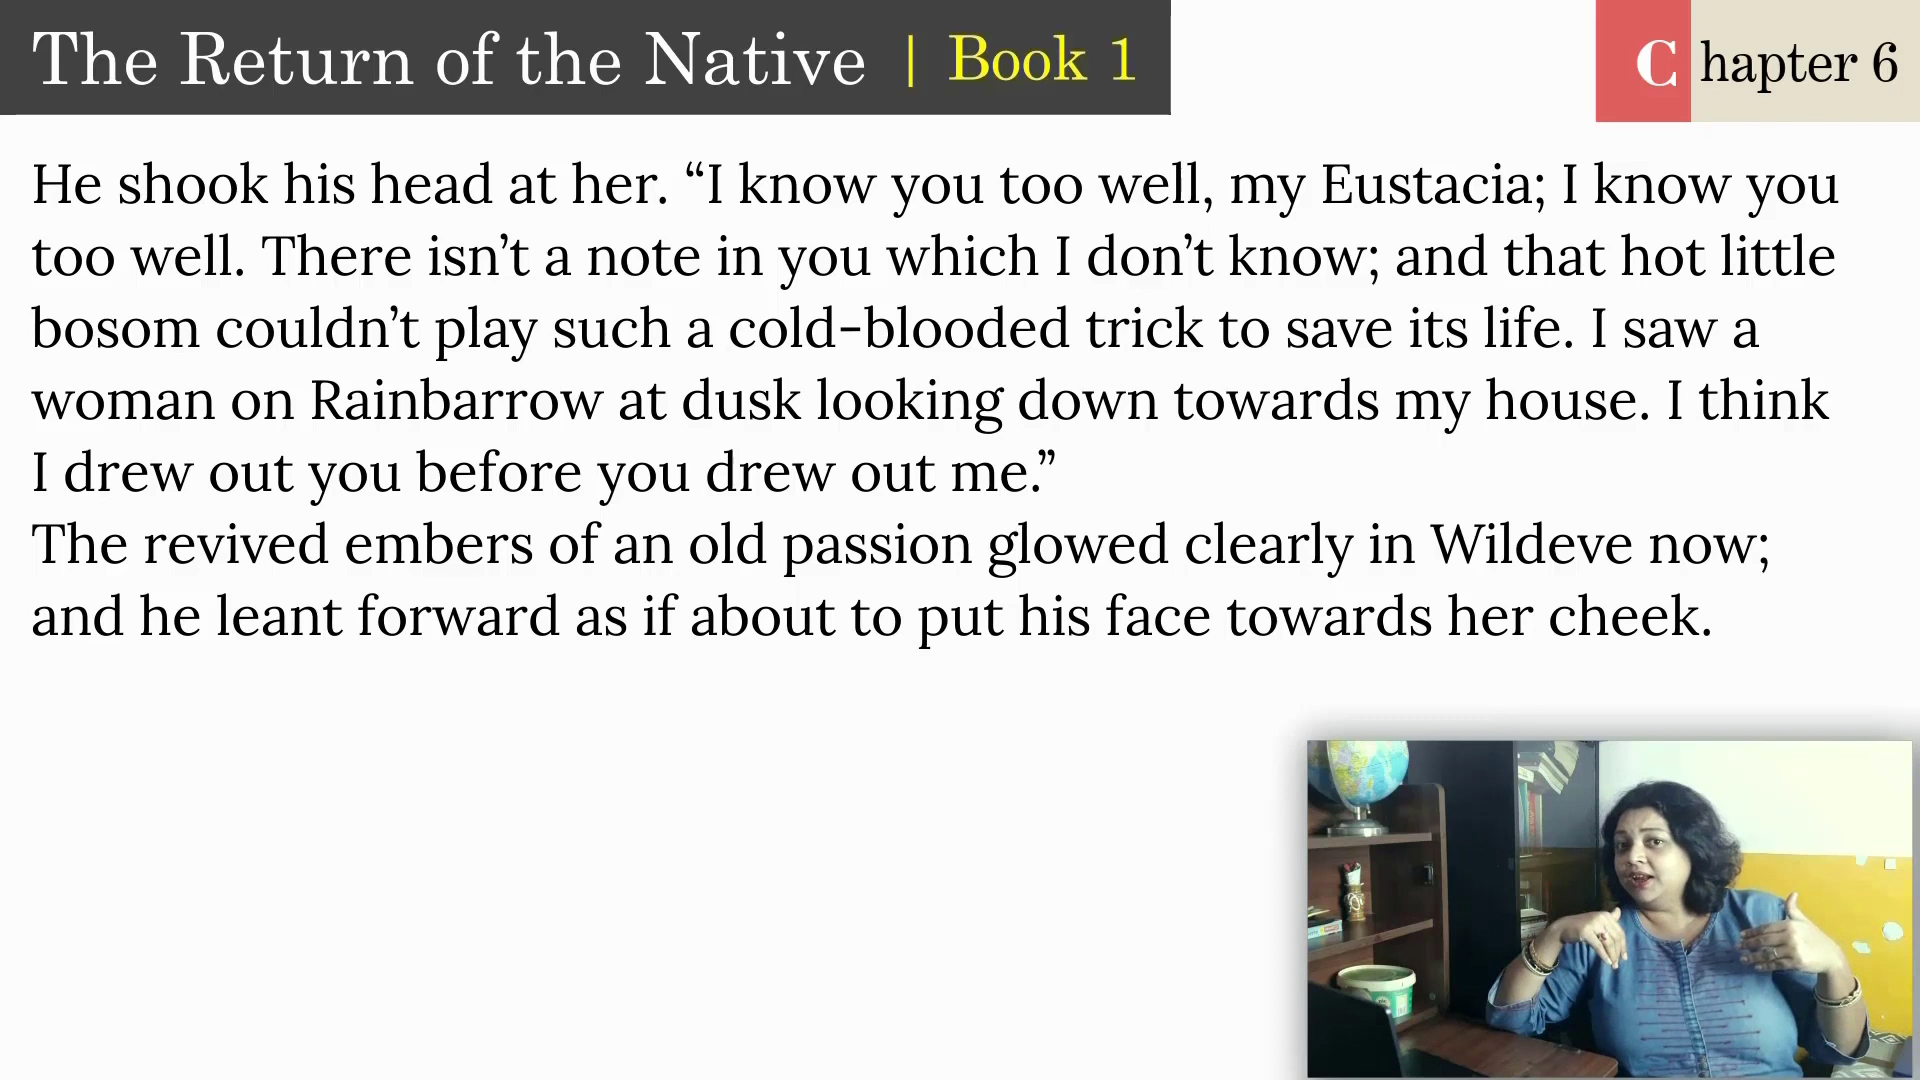 The Return of the Native | Book 1
Chapter 6
He shook his head at her. “I know you too well, my Eustacia; I know you
too well. There isn’t a note in you which I don’t know; and that hot little
bosom couldn’t play such a cold-blooded trick to save its life. I saw a
woman on Rainbarrow at dusk looking down towards my house. I think
I drew out you before you drew out me.”
The revived embers of an old passion glowed clearly in Wildeve now;
and he leant forward as if about to put his face towards her cheek.